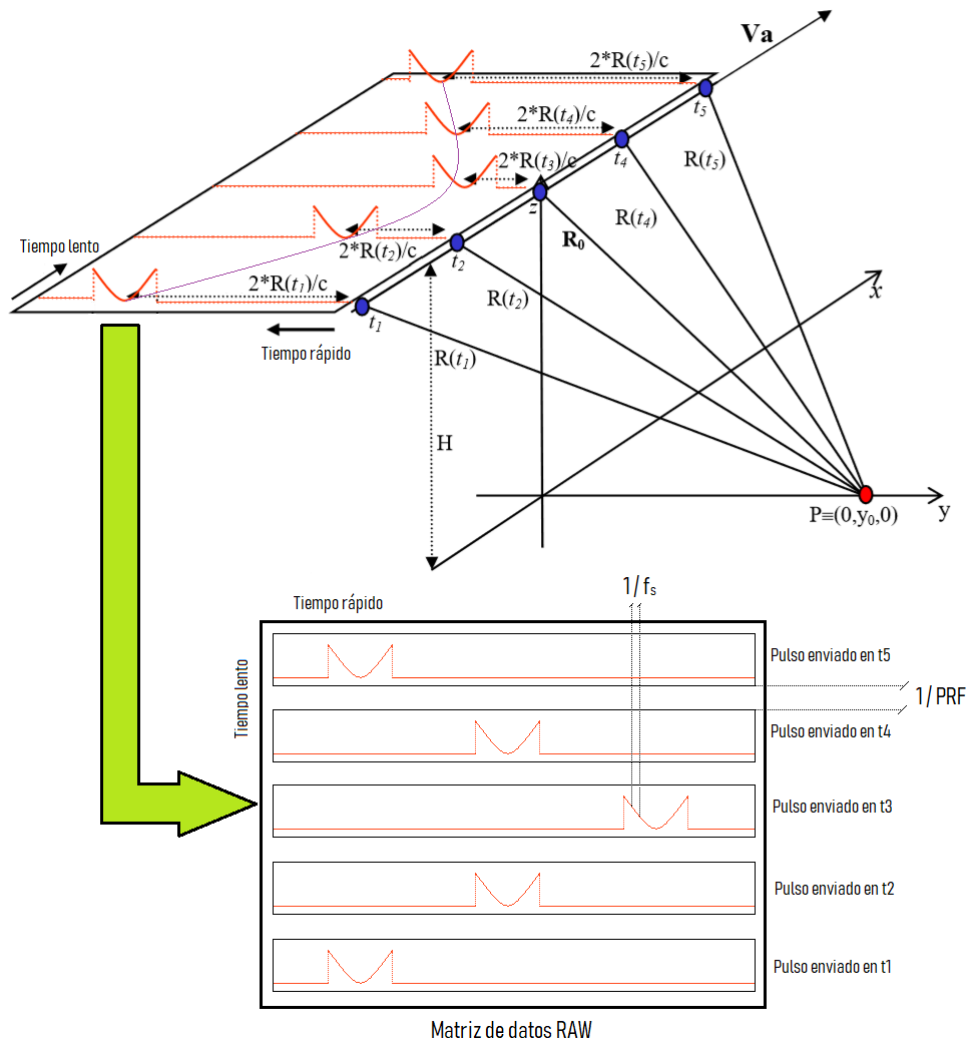 Va
2*R(t5)/c
t5
2*R(t4)/c
t4
R(t5)
2*R(t3)/c
z
R(t4)
R0
Tiempo lento
2*R(t2)/c
t2
2*R(t1)/c
R(t2)
x
t1
Tiempo rápido
R(t1)
H
P≡(0,y0,0)
y
1/fs
Tiempo rápido
Tiempo lento
Pulso enviado en t5
1/PRF
Pulso enviado en t4
Pulso enviado en t3
Pulso enviado en t2
Pulso enviado en t1
Matriz de datos RAW